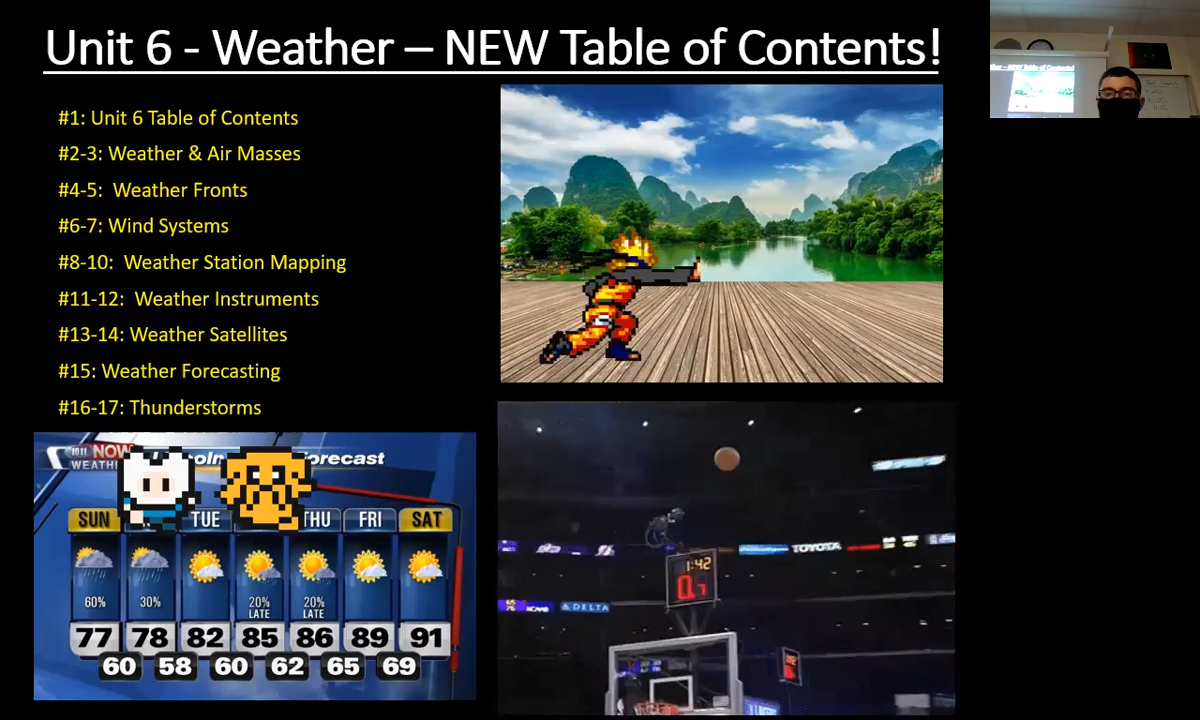 Unit 6 - Weather – NEW Table of Contents!
#1: Unit 6 Table of Contents
#2-3: Weather & Air Masses
#4-5: Weather Fronts
#6-7: Wind Systems
#8-10: Weather Station Mapping
#11-12: Weather Instruments
#13-14: Weather Satellites
#15: Weather Forecasting
#16-17: Thunderstorms
NOW
SUN TUE THU FRI SAT
60% 30% 20% 20%
LATE LATE
77 78 82 85 86 89 91
60 58 60 62 65 69
TOYOTA
1:42
DELTA